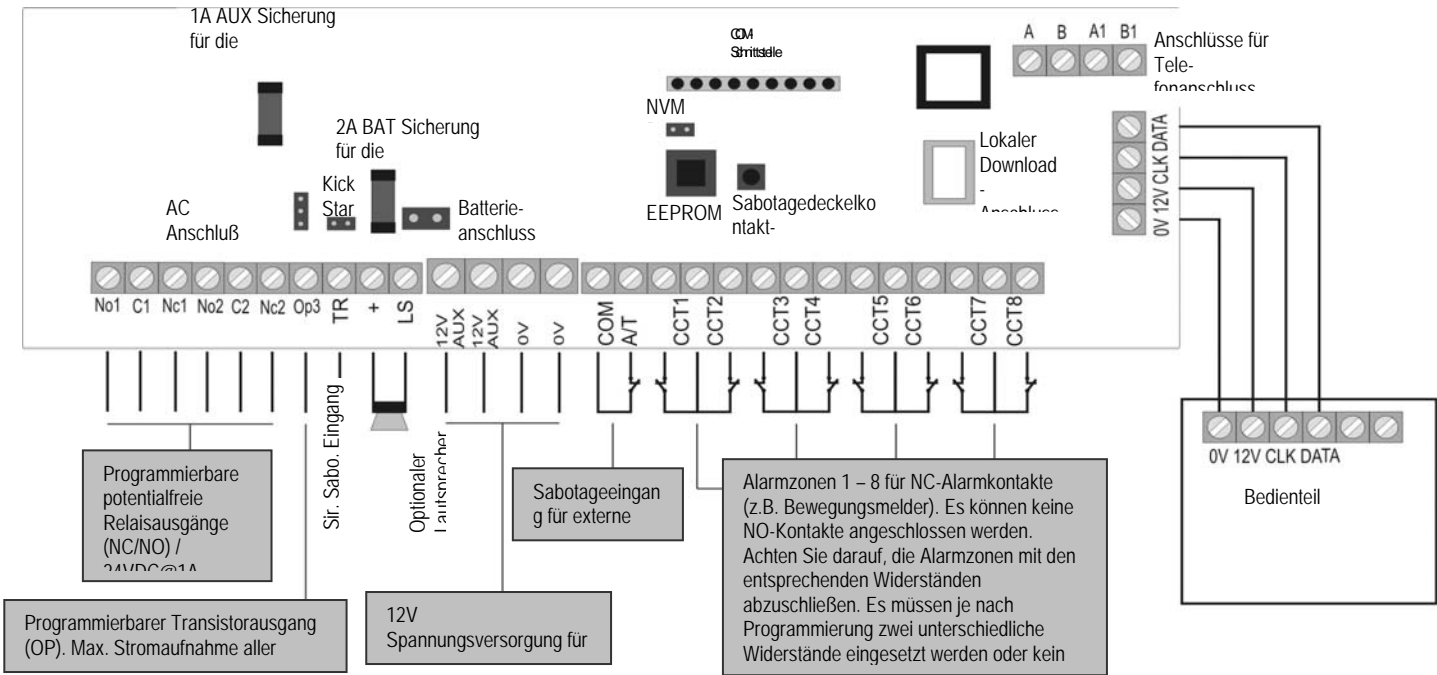 1A AUX Sicherung
für die
A B A1 B1
Anschlüsse für
Tele-
fonanschluss
COM
Schnittstelle
NVM
2A BAT Sicherung
für die
Kick
Star
AC
Anschluß
Batterie-
anschluss
EEPROM
Sabotagedeckelko
ntakt-
Lokaler
Download
-
Anschluss
0V 12V CLK DATA
No1 C1 Nc1 No2 C2 Nc2 Op3 TR + LS
12V AUX 12V AUX 0V 0V
COM A/T CCT1 CCT2 CCT3 CCT4 CCT5 CCT6 CCT7 CCT8
Sir. Sabo. Eingang
Optionaler
Lautsprecher
Programmierbare
potentialfreie
Relaisausgänge
(NC/NO) /
24VDC@1A
Programmierbarer Transistorausgang
(OP). Max. Stromaufnahme aller
12V
Spannungsversorgung für
Sabotageeingan
g für externe
Alarmzonen 1 – 8 für NC-Alarmkontakte
(z.B. Bewegungsmelder). Es können keine
NO-Kontakte angeschlossen werden.
Achten Sie darauf, die Alarmzonen mit den
entsprechenden Widerständen
abzuschließen. Es müssen je nach
Programmierung zwei unterschiedliche
Widerstände eingesetzt werden oder kein
0V 12V CLK DATA
Bedienteil